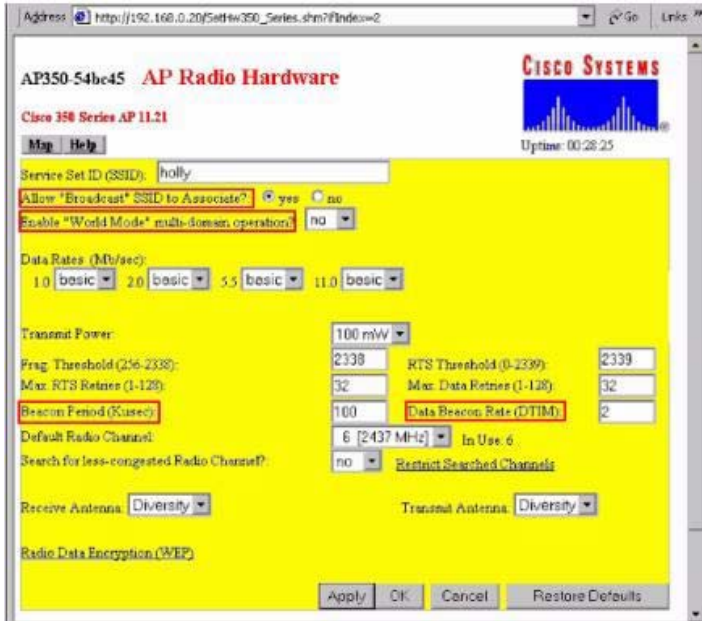 Address http://192.168.0.20/SetHw350_Series.shm?ifIndex=2 Go Links »
AP350-54bc45 AP Radio Hardware
CISCO SYSTEMS
Cisco 350 Series AP 11.21
Map Help
Uptime: 00:28:25
Service Set ID (SSID): holly
Allow "Broadcast" SSID to Associate?: yes no
Enable "World Mode" multi-domain operation? no
Data Rates (Mb/sec):
1.0 basic 2.0 basic 5.5 basic 11.0 basic
Transmit Power: 100 mW
Frag. Threshold (256-2338): 2338 RTS Threshold (0-2339): 2339
Max. RTS Retries (1-128): 32 Max. Data Retries (1-128): 32
Beacon Period (Kusec): 100 Data Beacon Rate (DTIM): 2
Default Radio Channel: 6 [2437 MHz] In Use: 6
Search for less-congested Radio Channel?: no Restrict Searched Channels
Receive Antenna: Diversity Transmit Antenna: Diversity
Radio Data Encryption (WEP)
Apply OK Cancel Restore Defaults